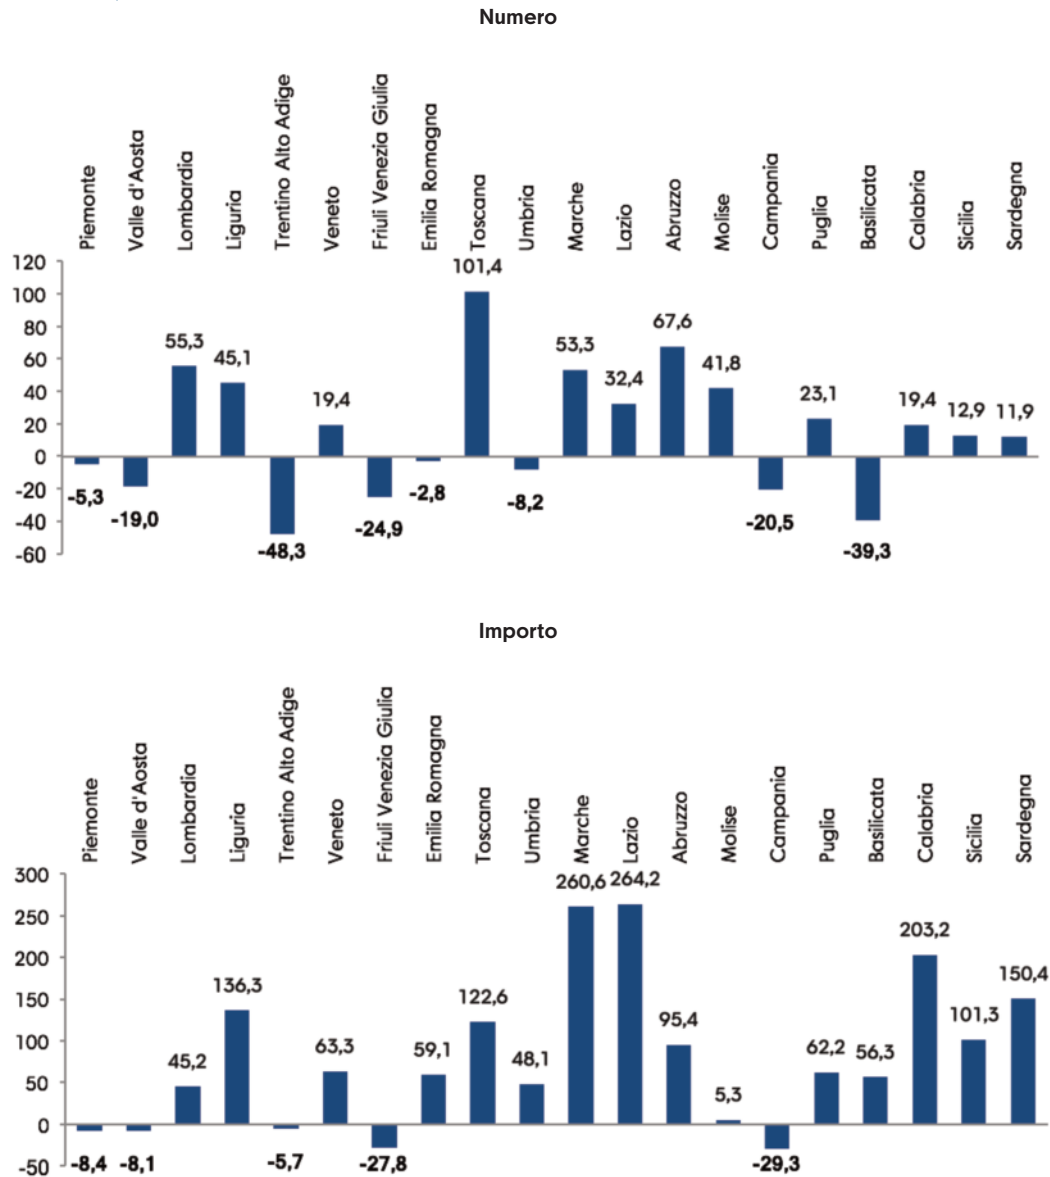 Numero
Piemonte
Valle d'Aosta
Lombardia
Liguria
Trentino Alto Adige
Veneto
Friuli Venezia Giulia
Emilia Romagna
Toscana
Umbria
Marche
Lazio
Abruzzo
Molise
Campania
Puglia
Basilicata
Calabria
Sicilia
Sardegna
120
100
80
60
40
20
0
-20
-40
-60
-5,3
-19,0
55,3
45,1
-48,3
19,4
-24,9
-2,8
101,4
-8,2
53,3
32,4
67,6
41,8
-20,5
23,1
-39,3
19,4
12,9
11,9
Importo
Piemonte
Valle d'Aosta
Lombardia
Liguria
Trentino Alto Adige
Veneto
Friuli Venezia Giulia
Emilia Romagna
Toscana
Umbria
Marche
Lazio
Abruzzo
Molise
Campania
Puglia
Basilicata
Calabria
Sicilia
Sardegna
300
250
200
150
100
50
0
-50
-8,4
-8,1
45,2
136,3
-5,7
63,3
-27,8
59,1
122,6
48,1
260,6
264,2
95,4
5,3
-29,3
62,2
56,3
203,2
101,3
150,4